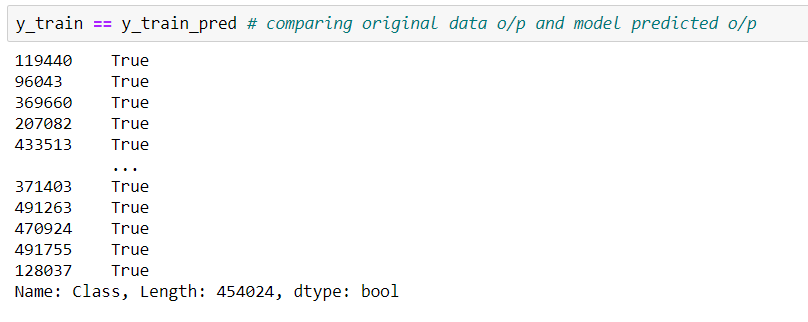 y_train == y_train_pred # comparing original data o/p and model predicted o/p
119440 True
96043 True
369660 True
207082 True
433513 True
...
371403 True
491263 True
470924 True
491755 True
128037 True
Name: Class, Length: 454024, dtype: bool